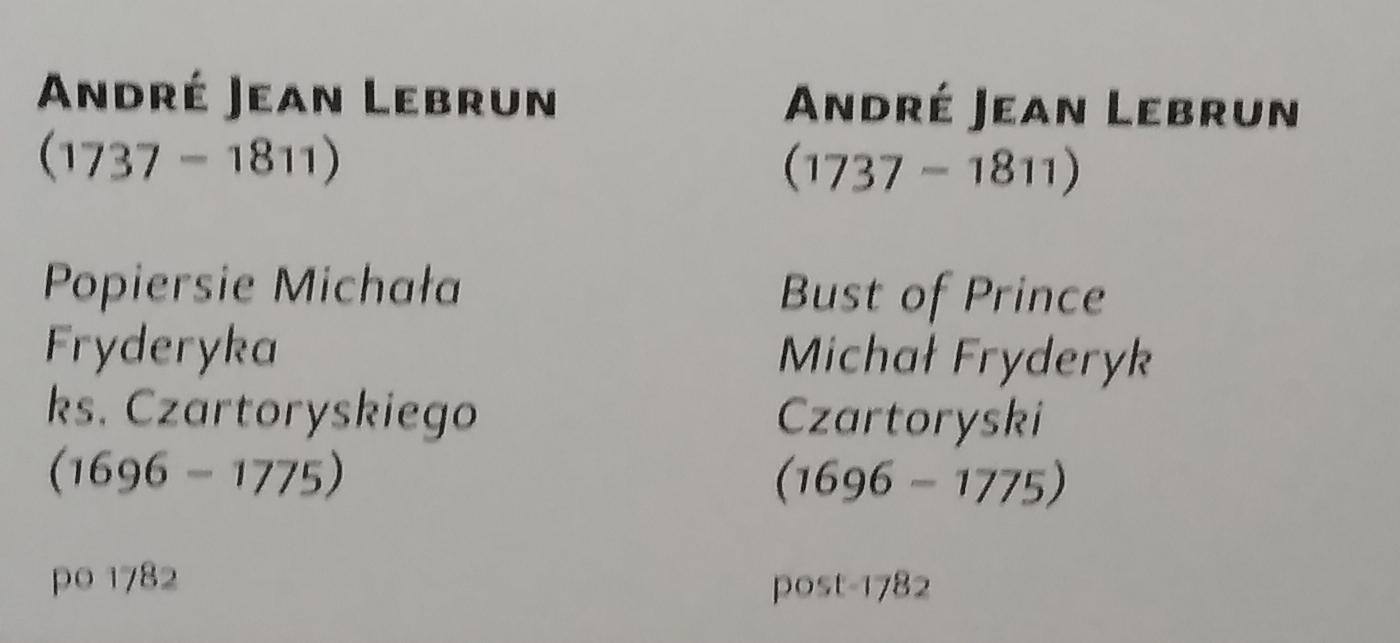 André Jean Lebrun
(1737 – 1811)
Popiersie Michała
Fryderyka
ks. Czartoryskiego
(1696 – 1775)
po 1782
André Jean Lebrun
(1737 – 1811)
Bust of Prince
Michał Fryderyk
Czartoryski
(1696 – 1775)
post-1782